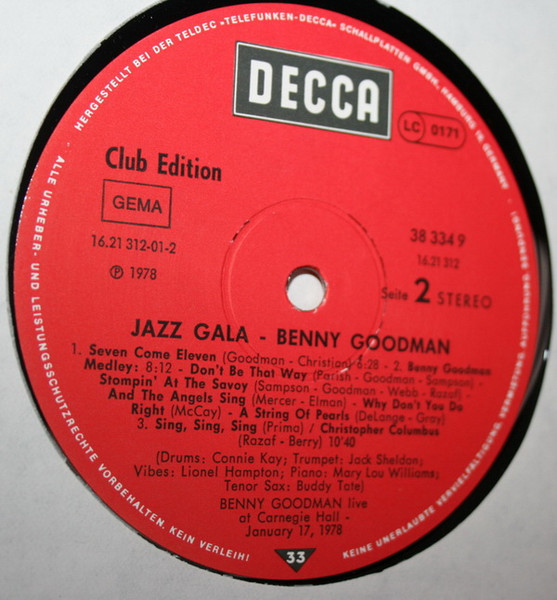 HERGESTELLT BEI DER TELDEC »TELEFUNKEN-DECCA« SCHALLPLATTEN GMBH, HAMBURG 19, GERMANY
DECCA
LC 0171
Club Edition
GEMA
16.21 312-01-2
Ⓟ 1978
38 334 9
16.21 312
Seite 2 STEREO
JAZZ GALA - BENNY GOODMAN
1. Seven Come Eleven (Goodman - Christian) 6:28 - 2. Benny Goodman
Medley: 8:12 - Don't Be That Way (Parish - Goodman - Sampson) -
Stompin' At The Savoy (Sampson - Goodman - Webb - Razaf) -
And The Angels Sing (Mercer - Elman) - Why Don't You Do
Right (McCay) - A String Of Pearls (DeLange - Gray)
3. Sing, Sing, Sing (Prima) / Christopher Columbus
(Razaf - Berry) 10'40
(Drums: Connie Kay; Trumpet: Jack Sheldon;
Vibes: Lionel Hampton; Piano: Mary Lou Williams;
Tenor Sax: Buddy Tate)
BENNY GOODMAN live
at Carnegie Hall -
January 17, 1978
33
ALLE URHEBER- UND LEISTUNGSSCHUTZRECHTE VORBEHALTEN. KEIN VERLEIH!
KEINE UNERLAUBTE VERVIELFÄLTIGUNG, VERMIETUNG, AUFFÜHRUNG, SENDUNG!